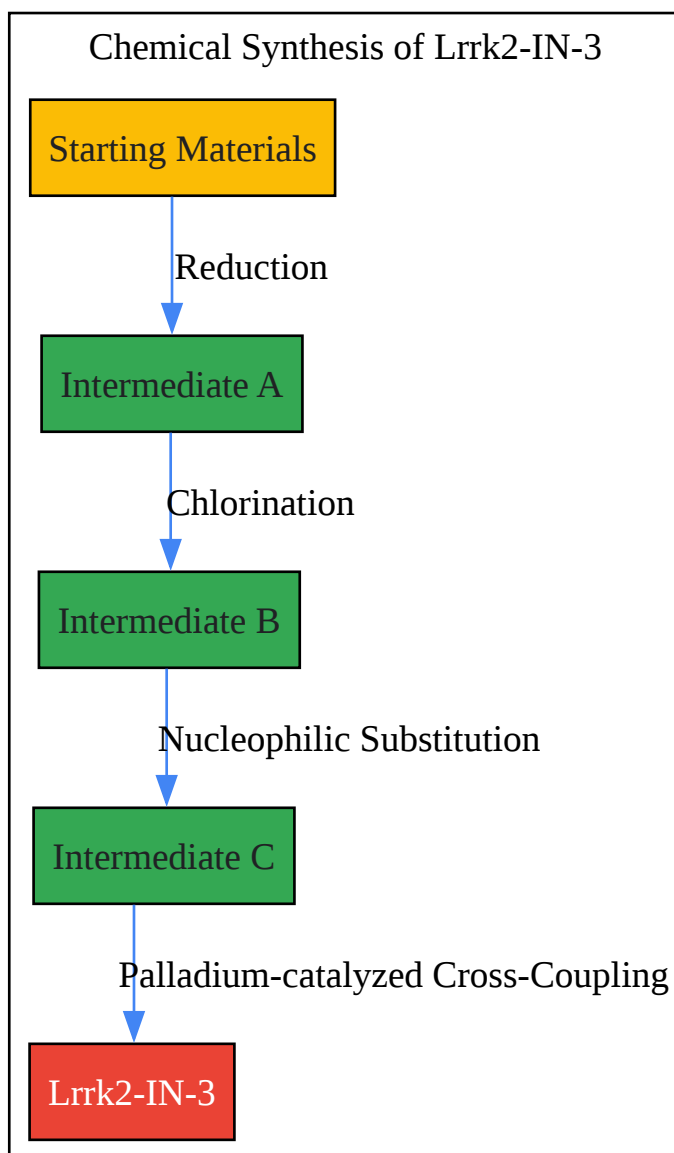 Chemical Synthesis of Lrrk2-IN-3
Starting Materials
Reduction
Intermediate A
Chlorination
Intermediate B
Nucleophilic Substitution
Intermediate C
Palladium-catalyzed Cross-Coupling
Lrrk2-IN-3